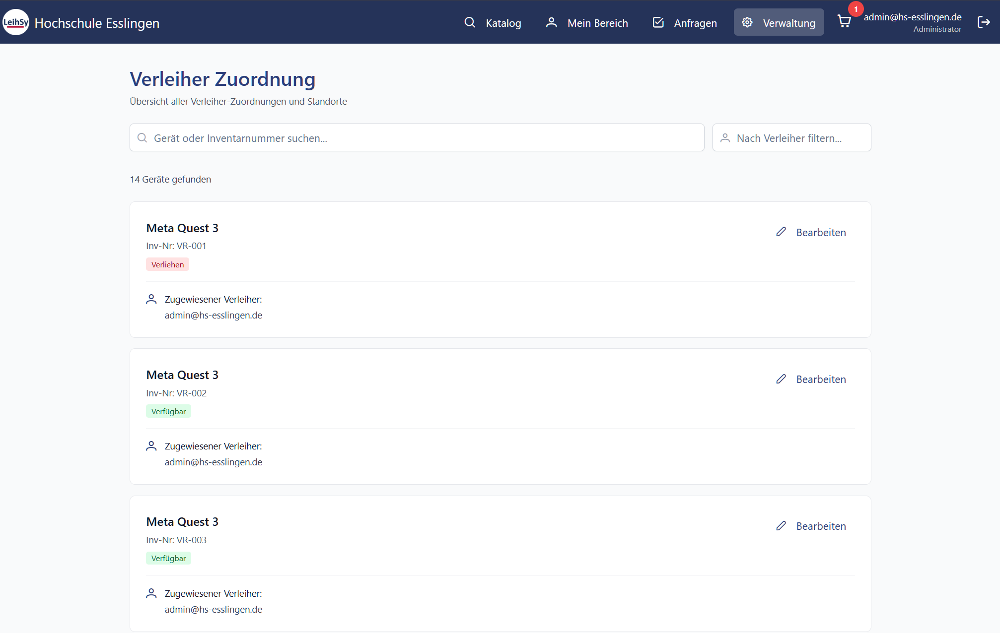 LeihSy
Hochschule Esslingen
Katalog
Mein Bereich
Anfragen
Verwaltung
1
admin@hs-esslingen.de
Administrator
Verleiher Zuordnung
Übersicht aller Verleiher-Zuordnungen und Standorte
Gerät oder Inventarnummer suchen...
Nach Verleiher filtern...
14 Geräte gefunden
Meta Quest 3
Bearbeiten
Inv-Nr: VR-001
Verliehen
Zugewiesener Verleiher:
admin@hs-esslingen.de
Meta Quest 3
Bearbeiten
Inv-Nr: VR-002
Verfügbar
Zugewiesener Verleiher:
admin@hs-esslingen.de
Meta Quest 3
Bearbeiten
Inv-Nr: VR-003
Verfügbar
Zugewiesener Verleiher:
admin@hs-esslingen.de